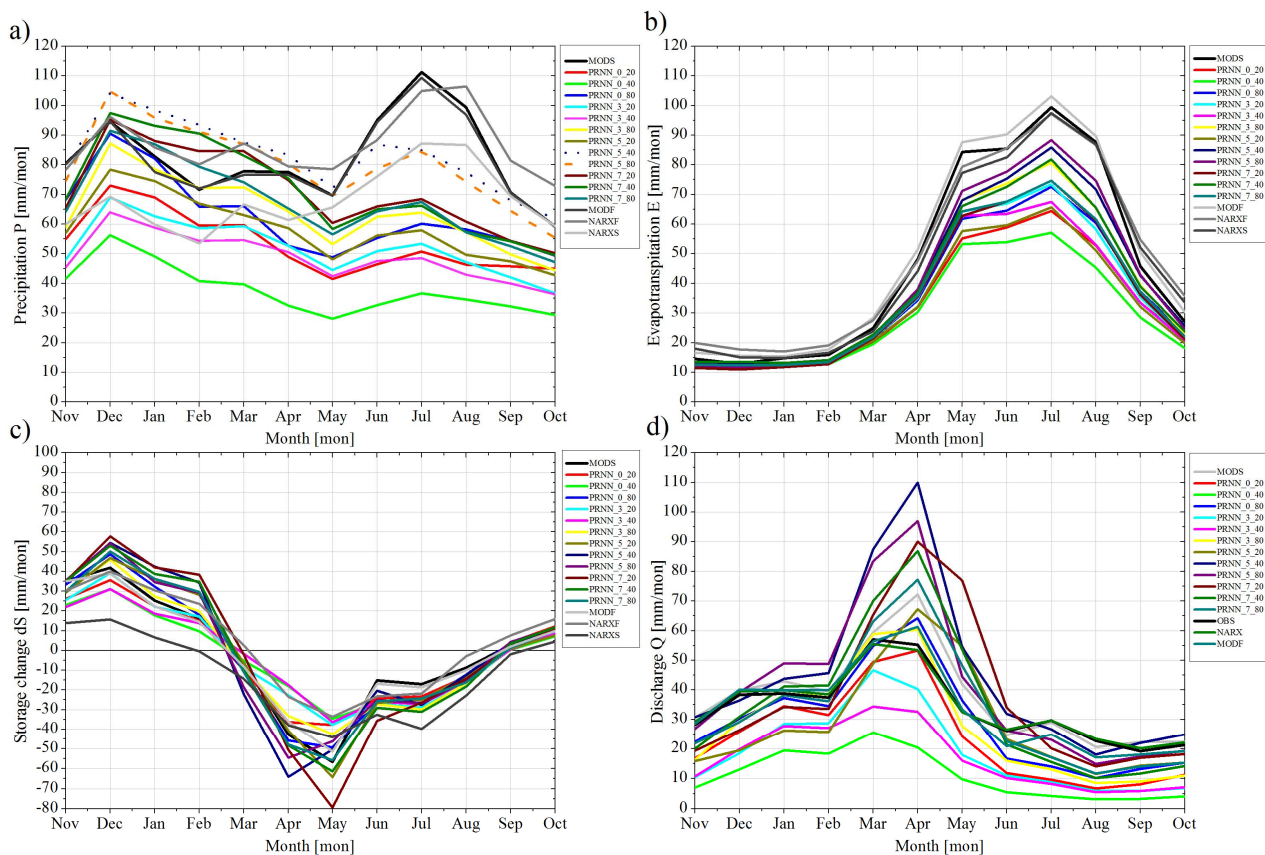 a)
Precipitation P [mm/mon]
120
110
100
90
80
70
60
50
40
30
20
10
0
Nov Dec Jan Feb Mar Apr May Jun Jul Aug Sep Oct
Month [mon]
MODS
PRNN_0_20
PRNN_0_40
PRNN_0_80
PRNN_3_20
PRNN_3_40
PRNN_3_80
PRNN_5_20
PRNN_5_40
PRNN_5_80
PRNN_7_20
PRNN_7_40
PRNN_7_80
MODF
NARXF
NARXS
b)
Evapotranspitation E [mm/mon]
120
110
100
90
80
70
60
50
40
30
20
10
0
Nov Dec Jan Feb Mar Apr May Jun Jul Aug Sep Oct
Month [mon]
MODS
PRNN_0_20
PRNN_0_40
PRNN_0_80
PRNN_3_20
PRNN_3_40
PRNN_3_80
PRNN_5_20
PRNN_5_40
PRNN_5_80
PRNN_7_20
PRNN_7_40
PRNN_7_80
MODF
NARXF
NARXS
c)
Storage change dS [mm/mon]
100
90
80
70
60
50
40
30
20
10
0
-10
-20
-30
-40
-50
-60
-70
-80
Nov Dec Jan Feb Mar Apr May Jun Jul Aug Sep Oct
Month [mon]
MODS
PRNN_0_20
PRNN_0_40
PRNN_0_80
PRNN_3_20
PRNN_3_40
PRNN_3_80
PRNN_5_20
PRNN_5_40
PRNN_5_80
PRNN_7_20
PRNN_7_40
PRNN_7_80
MODF
NARXF
NARXS
d)
Discharge Q [mm/mon]
120
110
100
90
80
70
60
50
40
30
20
10
0
Nov Dec Jan Feb Mar Apr May Jun Jul Aug Sep Oct
Month [mon]
MODS
PRNN_0_20
PRNN_0_40
PRNN_0_80
PRNN_3_20
PRNN_3_40
PRNN_3_80
PRNN_5_20
PRNN_5_40
PRNN_5_80
PRNN_7_20
PRNN_7_40
PRNN_7_80
OBS
NARX
MODF